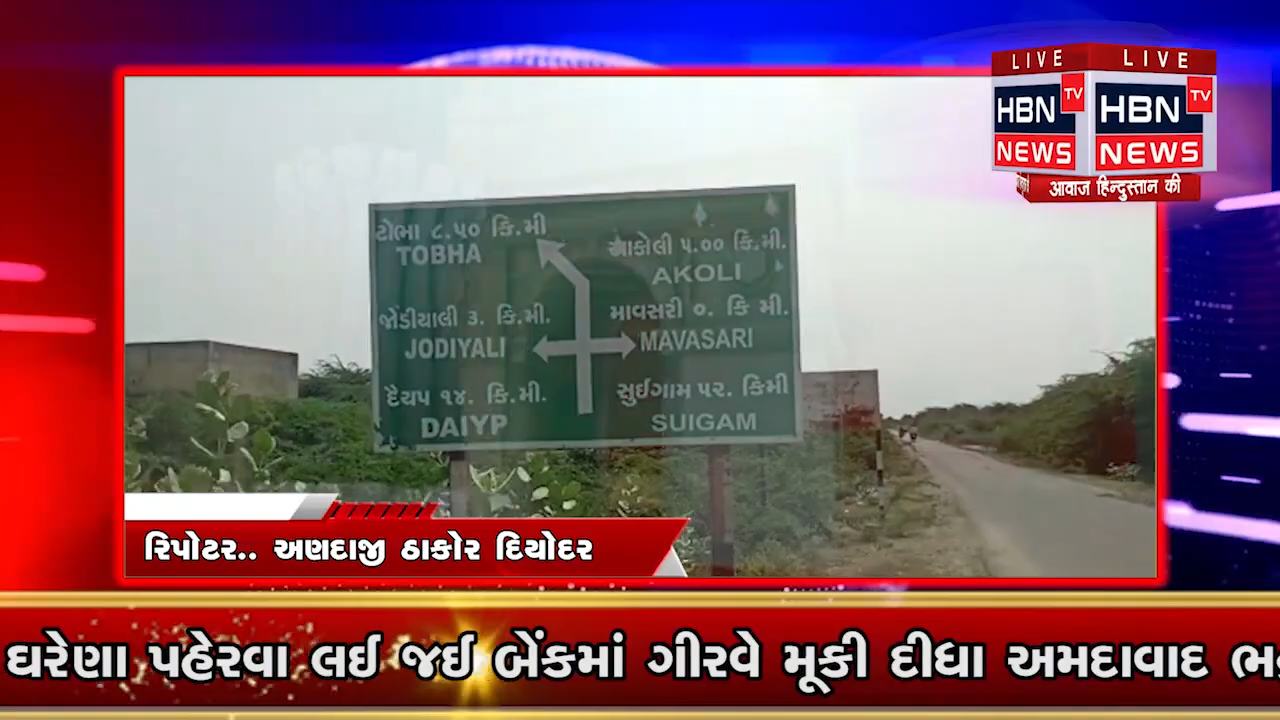 LIVE LIVE
HBN TV HBN TV
NEWS NEWS
आवाज हिन्दुस्तान की
ટોભા ૮.૫૦ કિ.મી
TOBHA
આકોલી ૫.૦૦ કિ.મી.
AKOLI
જોડીયાલી ૩. કિ.મી.
JODIYALI
માવસરી ૦. કિ મી.
MAVASARI
દૈયપ ૧૪. કિ.મી.
DAIYP
સુઈગામ ૫૨. કિમી
SUIGAM
રિપોટર.. અણદાજી ઠાકોર દિયોદર
ઘરેણા પહેરવા લઈ જઈ બેંકમાં ગીરવે મૂકી દીધા અમદાવાદ